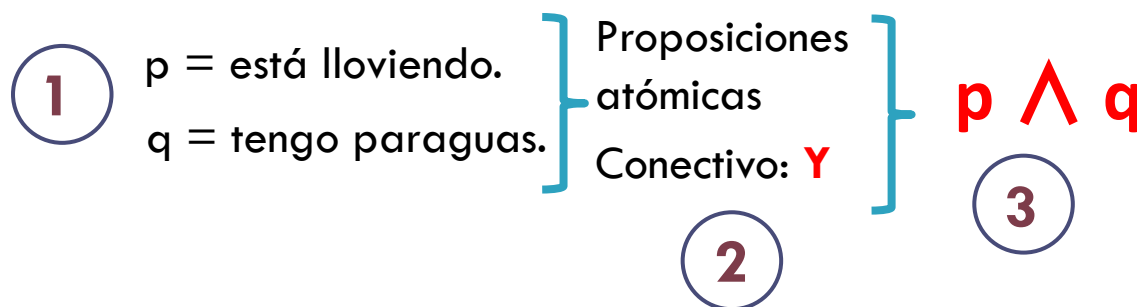 1
p = está lloviendo.
q = tengo paraguas.
Proposiciones
atómicas
Conectivo: Y
2
p ∧ q
3